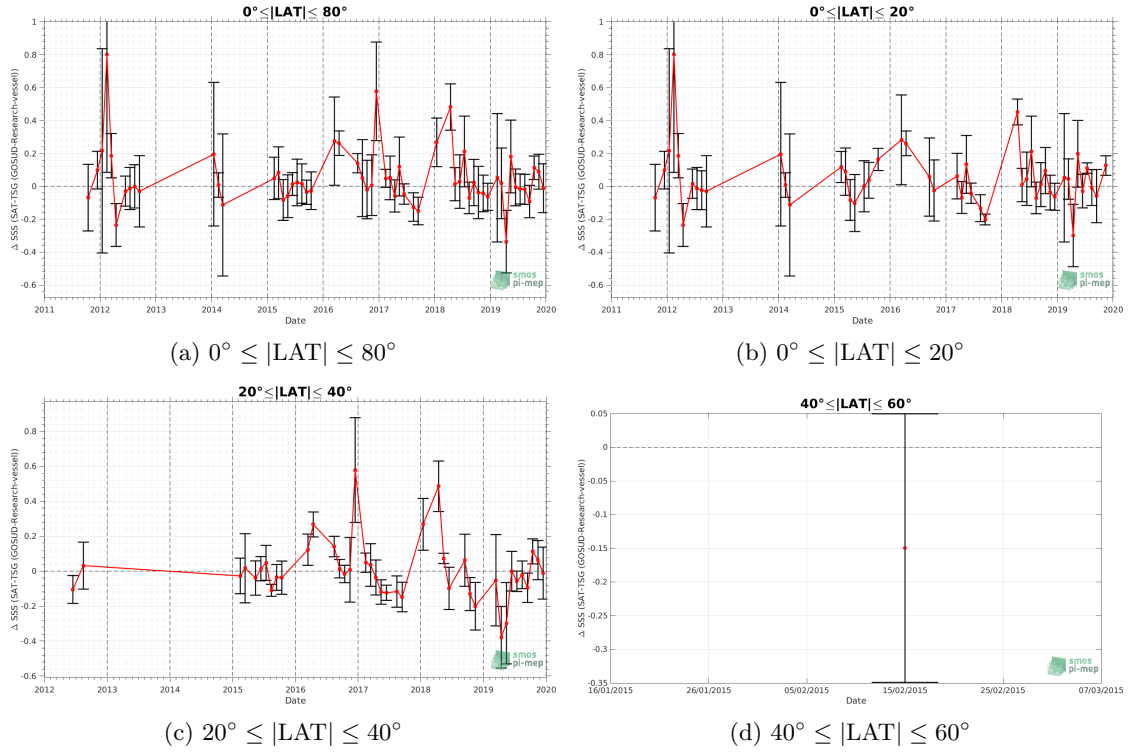 0°≤|LAT|≤ 80°
Δ SSS (SAT-TSG (GOSUD-Research-vessel))
1
0.8
0.6
0.4
0.2
0
-0.2
-0.4
-0.6
2011 2012 2013 2014 2015 2016 2017 2018 2019 2020
Date
smos
pi-mep
(a) 0° ≤ |LAT| ≤ 80°
0°≤|LAT|≤ 20°
Δ SSS (SAT-TSG (GOSUD-Research-vessel))
1
0.8
0.6
0.4
0.2
0
-0.2
-0.4
-0.6
2011 2012 2013 2014 2015 2016 2017 2018 2019 2020
Date
smos
pi-mep
(b) 0° ≤ |LAT| ≤ 20°
20°≤|LAT|≤ 40°
Δ SSS (SAT-TSG (GOSUD-Research-vessel))
0.8
0.6
0.4
0.2
0
-0.2
-0.4
-0.6
2012 2013 2014 2015 2016 2017 2018 2019 2020
Date
smos
pi-mep
(c) 20° ≤ |LAT| ≤ 40°
40°≤|LAT|≤ 60°
Δ SSS (SAT-TSG (GOSUD-Research-vessel))
0.05
0
-0.05
-0.1
-0.15
-0.2
-0.25
-0.3
-0.35
16/01/2015 26/01/2015 05/02/2015 15/02/2015 25/02/2015 07/03/2015
Date
smos
pi-mep
(d) 40° ≤ |LAT| ≤ 60°